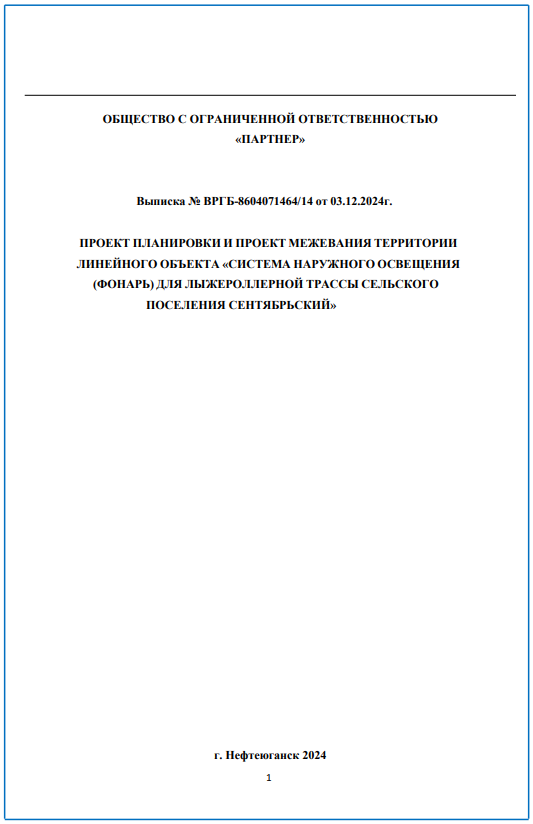 ОБЩЕСТВО С ОГРАНИЧЕННОЙ ОТВЕТСТВЕННОСТЬЮ
«ПАРТНЕР»
Выписка № ВРГБ-8604071464/14 от 03.12.2024г.
ПРОЕКТ ПЛАНИРОВКИ И ПРОЕКТ МЕЖЕВАНИЯ ТЕРРИТОРИИ
ЛИНЕЙНОГО ОБЪЕКТА «СИСТЕМА НАРУЖНОГО ОСВЕЩЕНИЯ
(ФОНАРЬ) ДЛЯ ЛЫЖЕРОЛЛЕРНОЙ ТРАССЫ СЕЛЬСКОГО
ПОСЕЛЕНИЯ СЕНТЯБРЬСКИЙ»
г. Нефтеюганск 2024
1